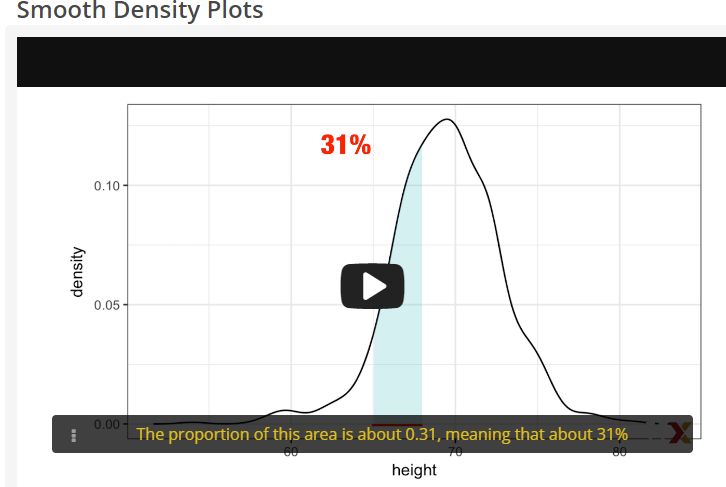 Smooth Density Plots
31%
0.10
density
0.05
0.00
The proportion of this area is about 0.31, meaning that about 31%
60
70
80
height